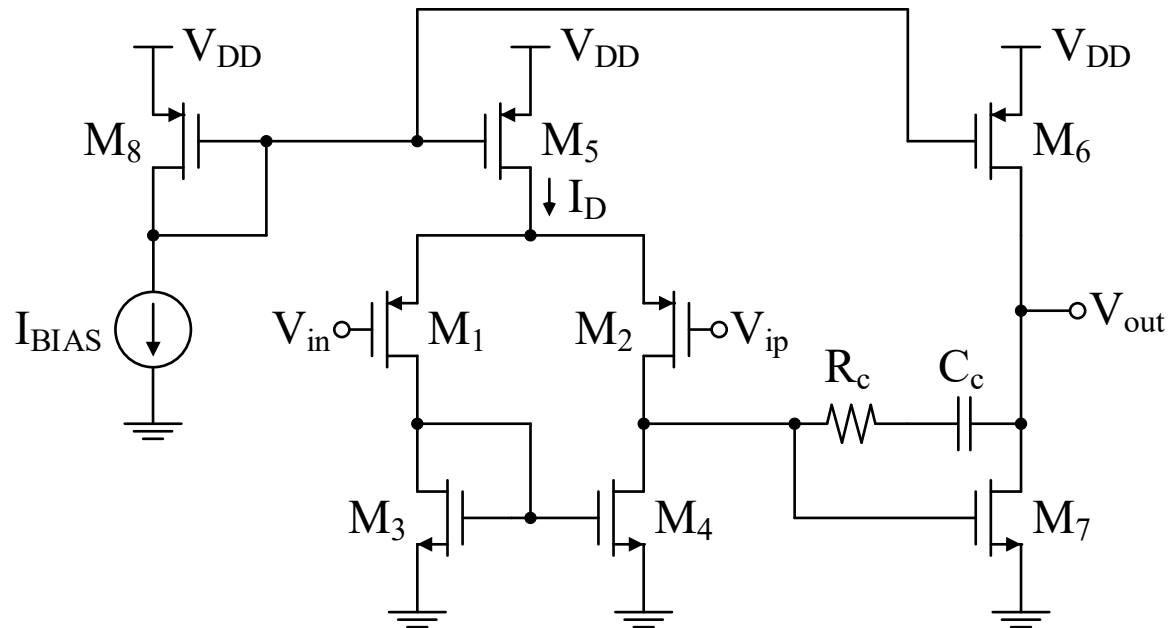 V_DD
V_DD
V_DD
M_8
M_5
M_6
I_D
I_BIAS
V_in
M_1
M_2
V_ip
V_out
R_c
C_c
M_3
M_4
M_7